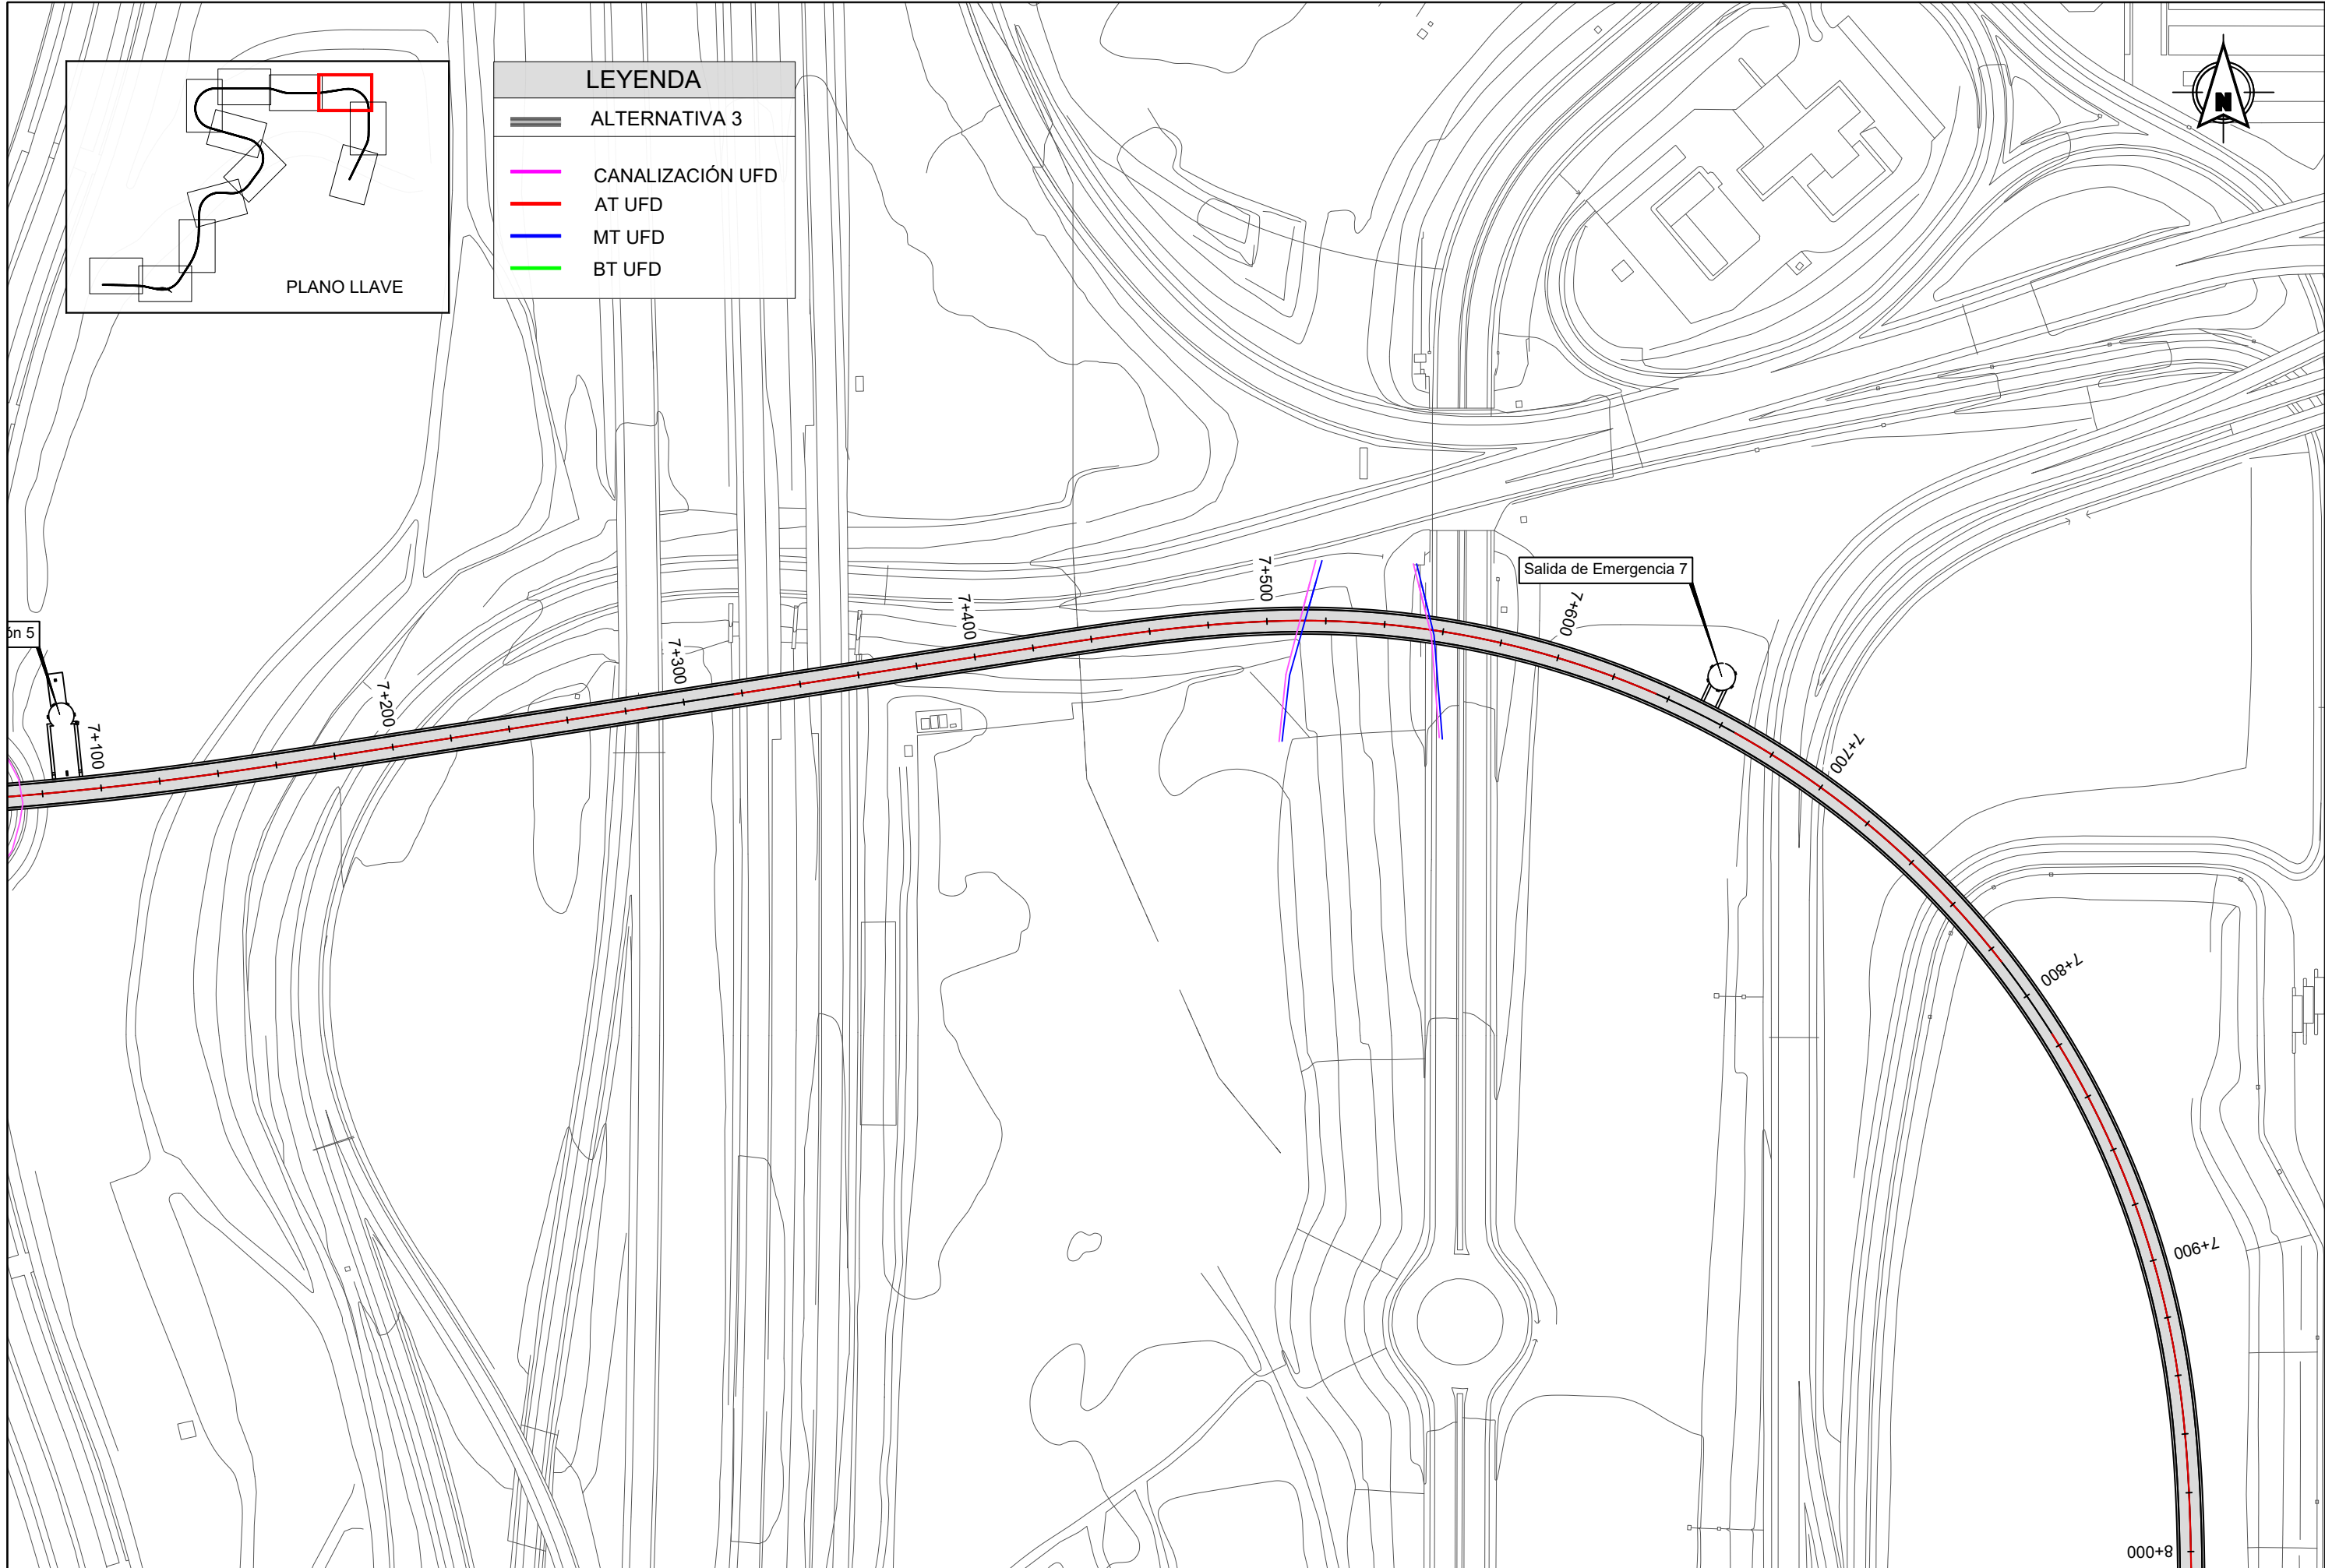 LEYENDA
ALTERNATIVA 3
CANALIZACIÓN UFD
AT UFD
MT UFD
BT UFD
PLANO LLAVE
N
Salida de Emergencia 7
ón 5
7+100
7+200
7+300
7+400
7+500
7+600
7+700
7+800
7+900
8+000